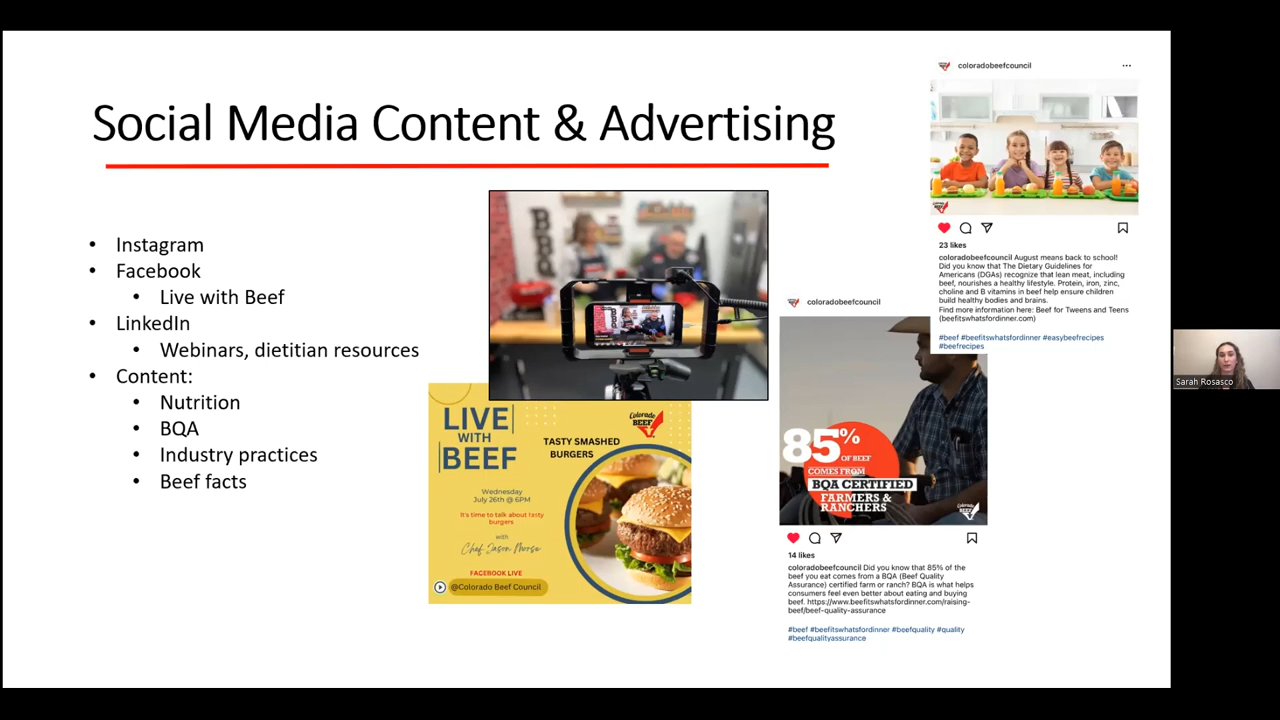 Social Media Content & Advertising
• Instagram
• Facebook
• Live with Beef
• LinkedIn
• Webinars, dietitian resources
• Content:
• Nutrition
• BQA
• Industry practices
• Beef facts
LIVE
WITH
BEEF
Colorado
BEEF
TASTY SMASHED
BURGERS
Wednesday
July 26th @ 6PM
It's time to talk about tasty
burgers
with
Chef Jason Morse
FACEBOOK LIVE
@Colorado Beef Council
coloradobeefcouncil
85%
OF BEEF
COMES FROM
BQA CERTIFIED
FARMERS &
RANCHERS
Colorado
BEEF
14 likes
coloradobeefcouncil Did you know that 85% of the
beef you eat comes from a BQA (Beef Quality
Assurance) certified farm or ranch? BQA is what helps
consumers feel even better about eating and buying
beef. https://www.beefitswhatsfordinner.com/raising-
beef/beef-quality-assurance
#beef #beefitswhatsfordinner #beefquality #quality
#beefqualityassurance
coloradobeefcouncil
23 likes
coloradobeefcouncil August means back to school!
Did you know that The Dietary Guidelines for
Americans (DGAs) recognize that lean meat, including
beef, nourishes a healthy lifestyle. Protein, iron, zinc,
choline and B vitamins in beef help ensure children
build healthy bodies and brains.
Find more information here: Beef for Tweens and Teens
(beefitswhatsfordinner.com)
#beef #beefitswhatsfordinner #easybeefrecipes
#beefrecipes
Sarah Rosasco